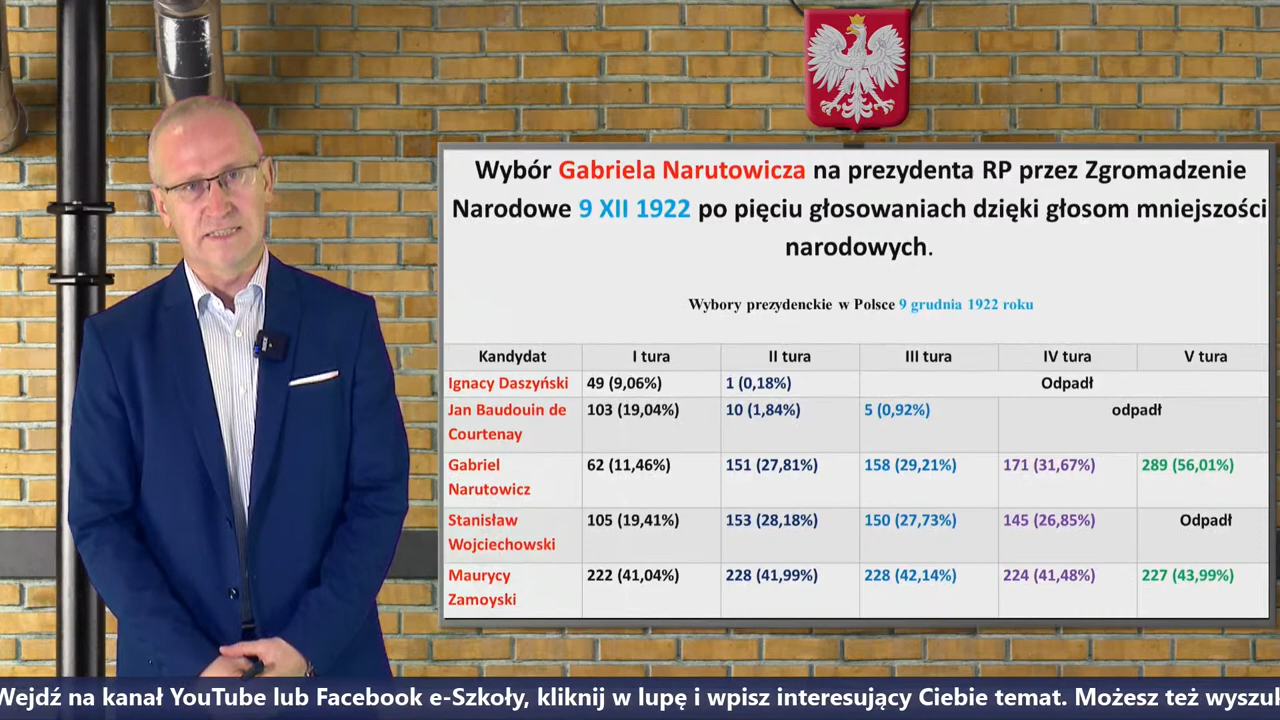 Wybór Gabriela Narutowicza na prezydenta RP przez Zgromadzenie
Narodowe 9 XII 1922 po pięciu głosowaniach dzięki głosom mniejszości
narodowych.
Wybory prezydenckie w Polsce 9 grudnia 1922 roku
Kandydat I tura II tura III tura IV tura V tura
Ignacy Daszyński 49 (9,06%) 1 (0,18%) Odpadł
Jan Baudouin de 103 (19,04%) 10 (1,84%) 5 (0,92%) odpadł
Courtenay
Gabriel 62 (11,46%) 151 (27,81%) 158 (29,21%) 171 (31,67%) 289 (56,01%)
Narutowicz
Stanisław 105 (19,41%) 153 (28,18%) 150 (27,73%) 145 (26,85%) Odpadł
Wojciechowski
Maurycy 222 (41,04%) 228 (41,99%) 228 (42,14%) 224 (41,48%) 227 (43,99%)
Zamoyski
Wejdź na kanał YouTube lub Facebook e-Szkoły, kliknij w lupę i wpisz interesujący Ciebie temat. Możesz też wyszuk